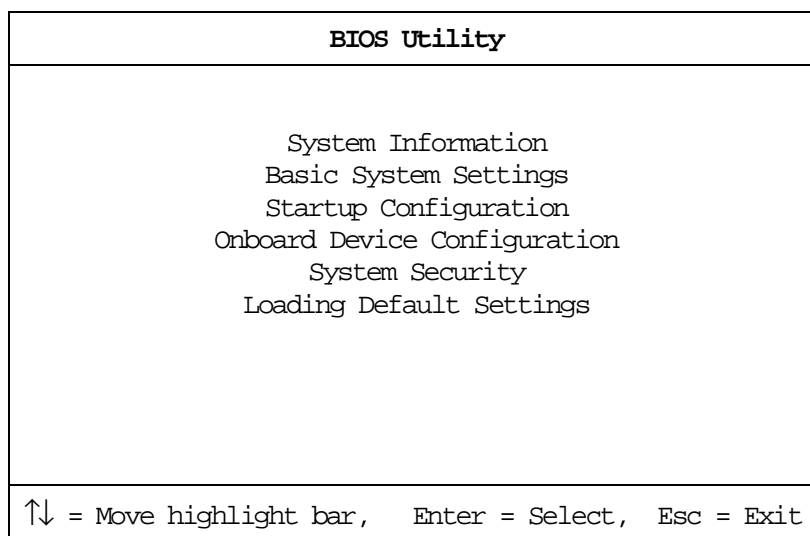 BIOS Utility
System Information
Basic System Settings
Startup Configuration
Onboard Device Configuration
System Security
Loading Default Settings
↑↓ = Move highlight bar, Enter = Select, Esc = Exit